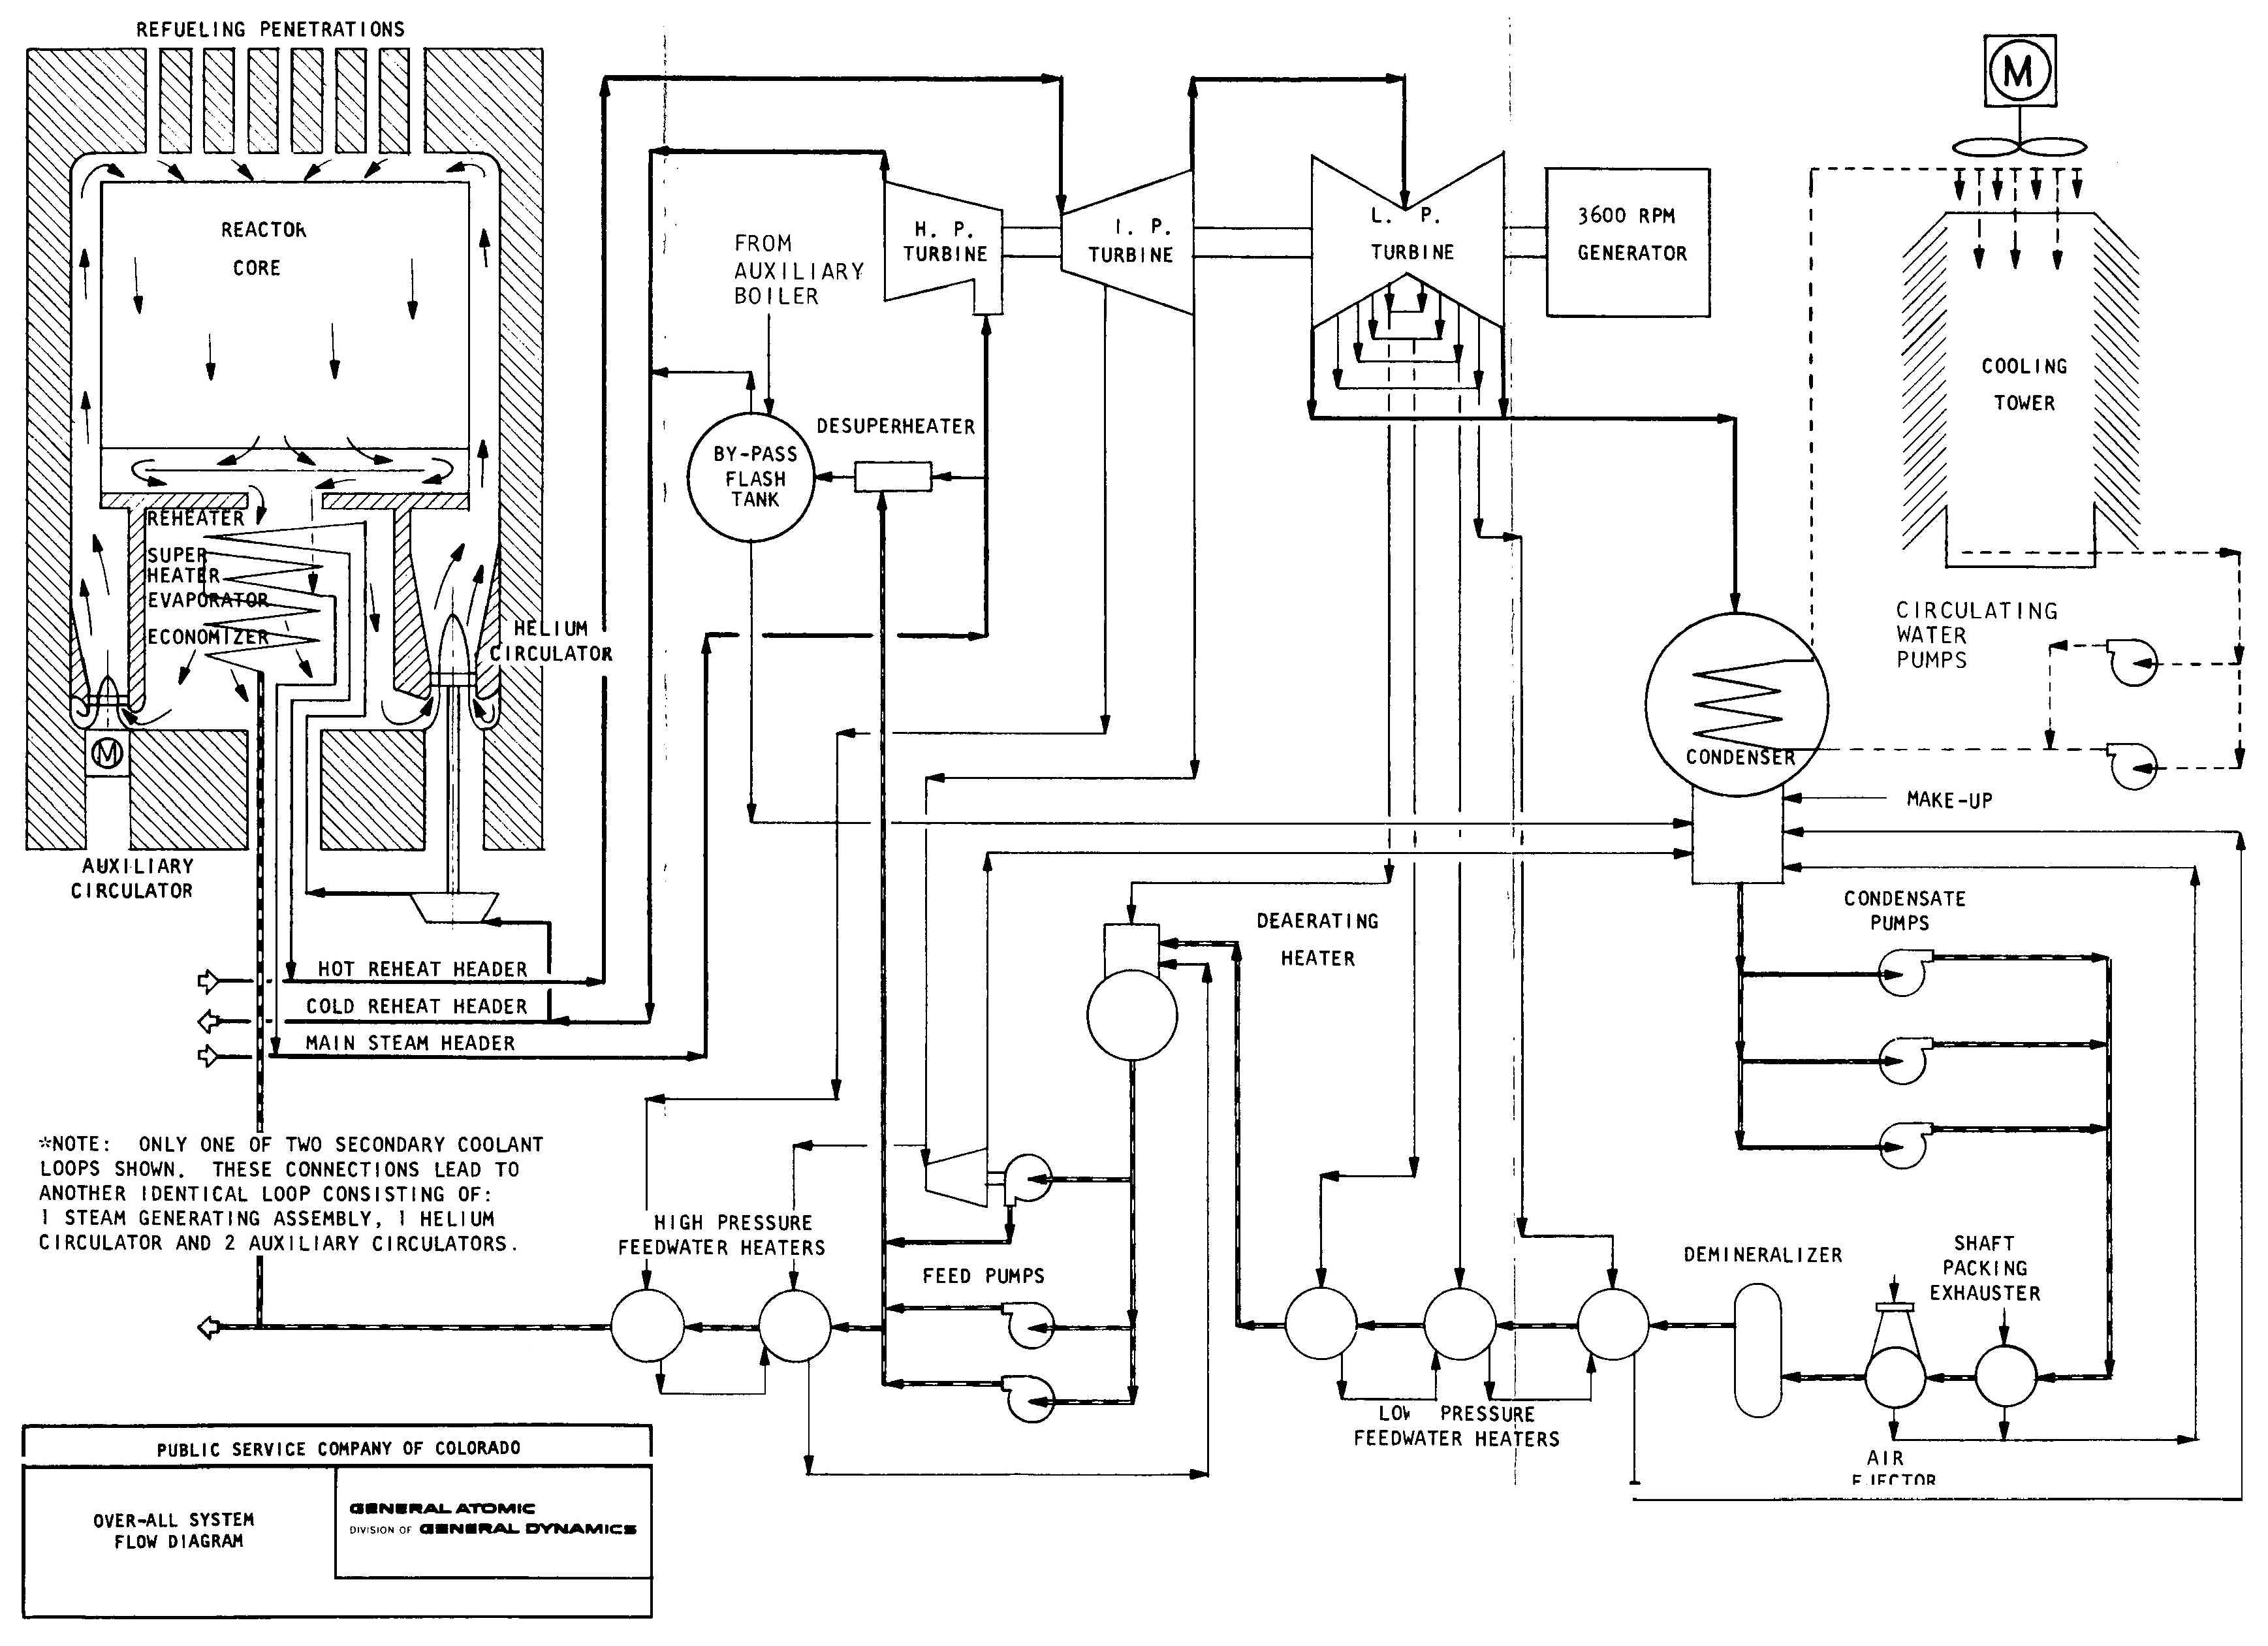 REFUELING PENETRATIONS
REACTOR
CORE
REHEATER
SUPER
HEATER
EVAPORATOR
ECONOMIZER
HELIUM
CIRCULATOR
M
AUXILIARY
CIRCULATOR
HOT REHEAT HEADER
COLD REHEAT HEADER
MAIN STEAM HEADER
*NOTE: ONLY ONE OF TWO SECONDARY COOLANT
LOOPS SHOWN. THESE CONNECTIONS LEAD TO
ANOTHER IDENTICAL LOOP CONSISTING OF:
1 STEAM GENERATING ASSEMBLY, 1 HELIUM
CIRCULATOR AND 2 AUXILIARY CIRCULATORS.
FROM
AUXILIARY
BOILER
BY-PASS
FLASH
TANK
DESUPERHEATER
H. P.
TURBINE
I. P.
TURBINE
L. P.
TURBINE
3600 RPM
GENERATOR
M
COOLING
TOWER
CIRCULATING
WATER
PUMPS
CONDENSER
MAKE-UP
CONDENSATE
PUMPS
DEAERATING
HEATER
HIGH PRESSURE
FEEDWATER HEATERS
FEED PUMPS
LOW PRESSURE
FEEDWATER HEATERS
DEMINERALIZER
SHAFT
PACKING
EXHAUSTER
AIR
EJECTOR
PUBLIC SERVICE COMPANY OF COLORADO
OVER-ALL SYSTEM
FLOW DIAGRAM
GENERAL ATOMIC
DIVISION OF GENERAL DYNAMICS